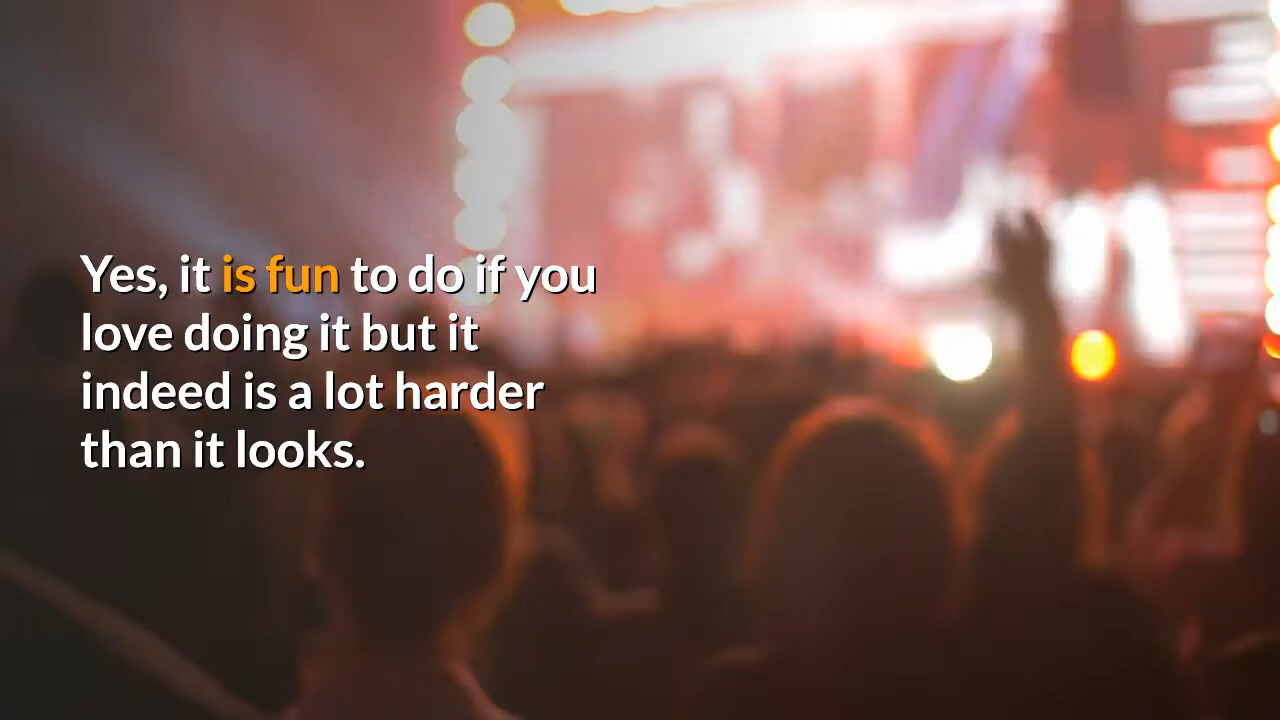 Yes, it is fun to do if you
love doing it but it
indeed is a lot harder
than it looks.